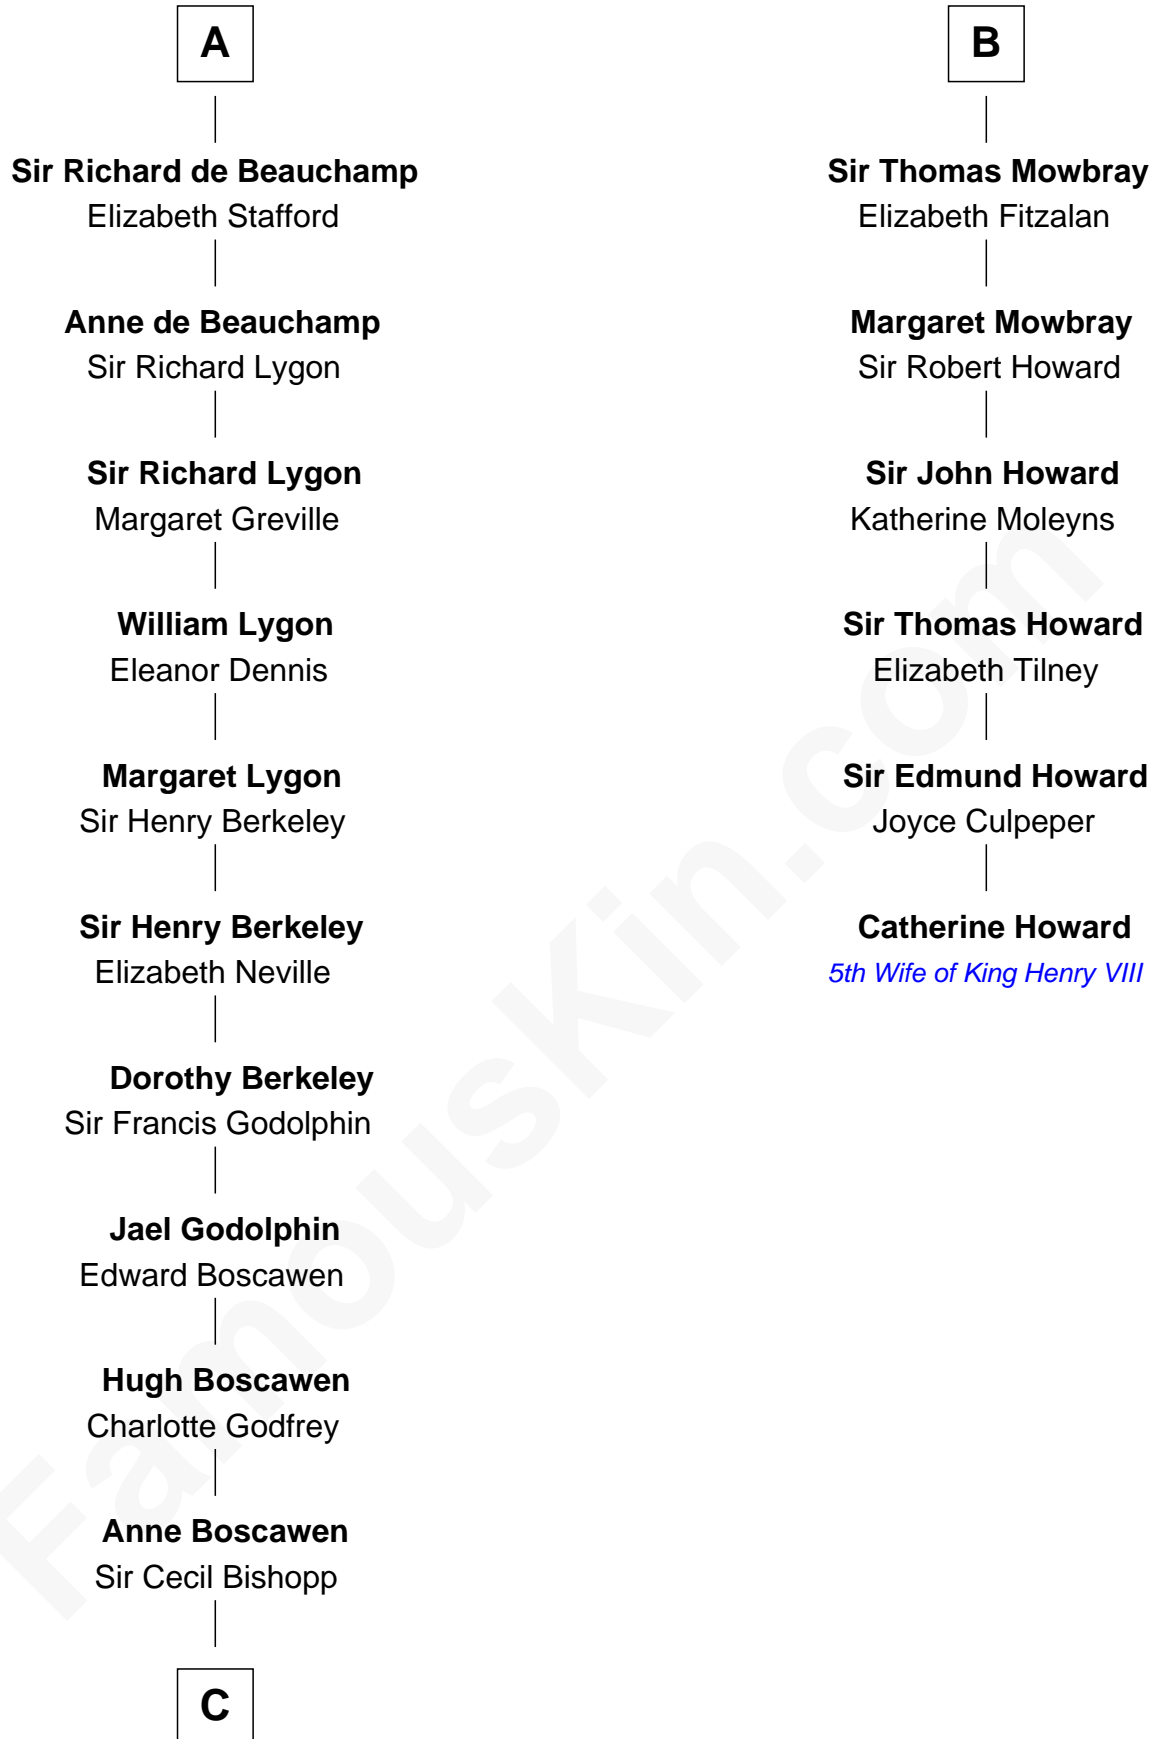 A
Sir Richard de Beauchamp
Elizabeth Stafford
Anne de Beauchamp
Sir Richard Lygon
Sir Richard Lygon
Margaret Greville
William Lygon
Eleanor Dennis
Margaret Lygon
Sir Henry Berkeley
Sir Henry Berkeley
Elizabeth Neville
Dorothy Berkeley
Sir Francis Godolphin
Jael Godolphin
Edward Boscawen
Hugh Boscawen
Charlotte Godfrey
Anne Boscawen
Sir Cecil Bishopp
C
B
Sir Thomas Mowbray
Elizabeth Fitzalan
Margaret Mowbray
Sir Robert Howard
Sir John Howard
Katherine Moleyns
Sir Thomas Howard
Elizabeth Tilney
Sir Edmund Howard
Joyce Culpeper
Catherine Howard
5th Wife of King Henry VIII
FamousKin.com